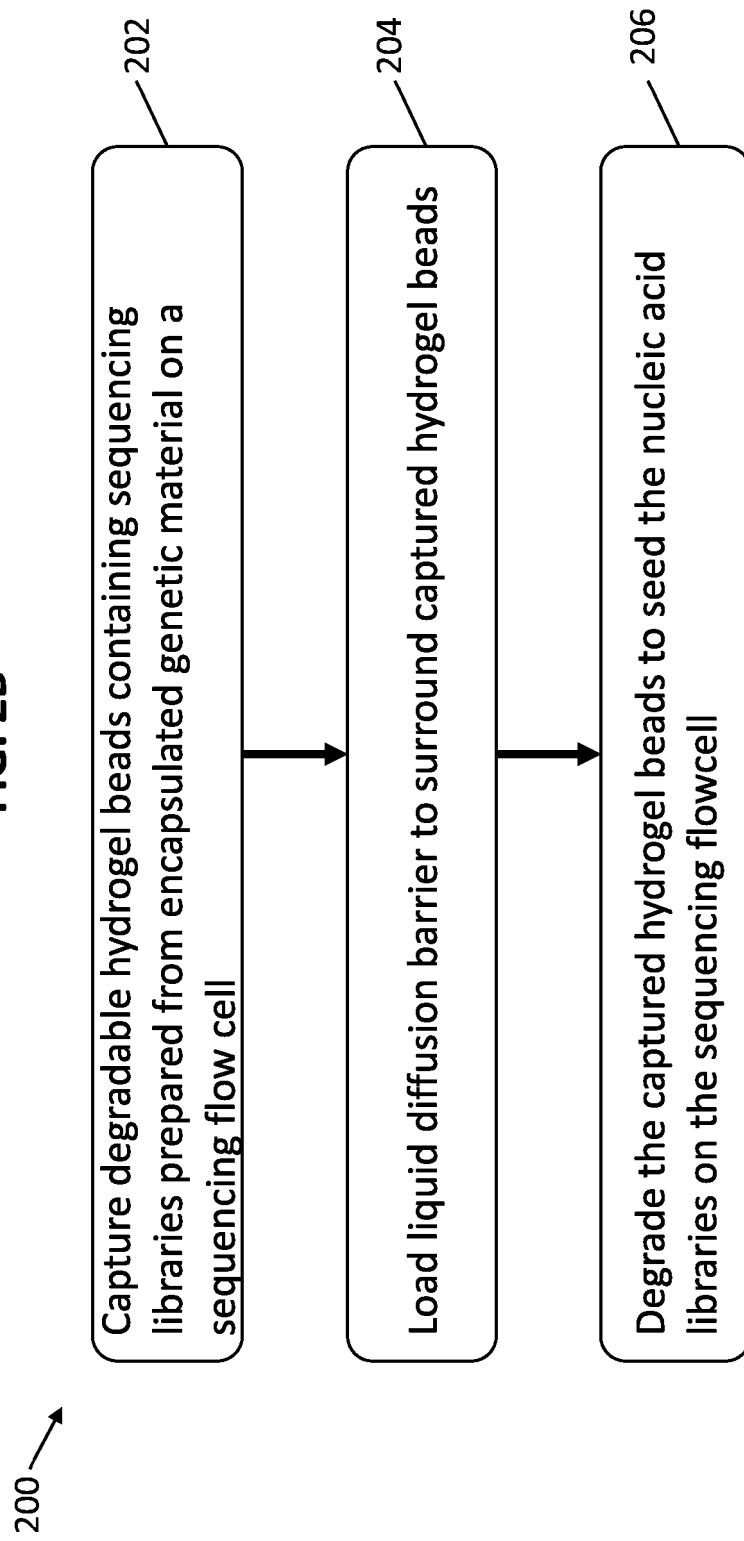 200
202
Capture degradable hydrogel beads containing sequencing
libraries prepared from encapsulated genetic material on a
sequencing flow cell
204
Load liquid diffusion barrier to surround captured hydrogel beads
206
Degrade the captured hydrogel beads to seed the nucleic acid
libraries on the sequencing flowcell